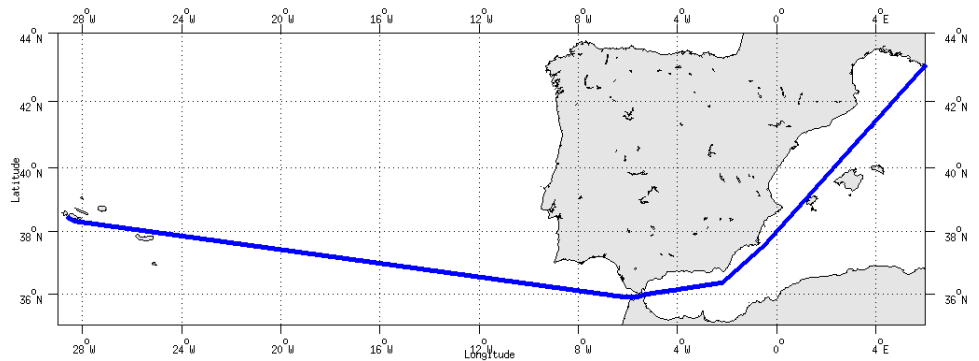 28° W 24° W 20° W 16° W 12° W 8° W 4° W 0° 4° E
44° N 44° N
42° N 42° N
40° N 40° N
Latitude
38° N 38° N
36° N 36° N
28° W 24° W 20° W 16° W 12° W 8° W 4° W 0° 4° E
Longitude